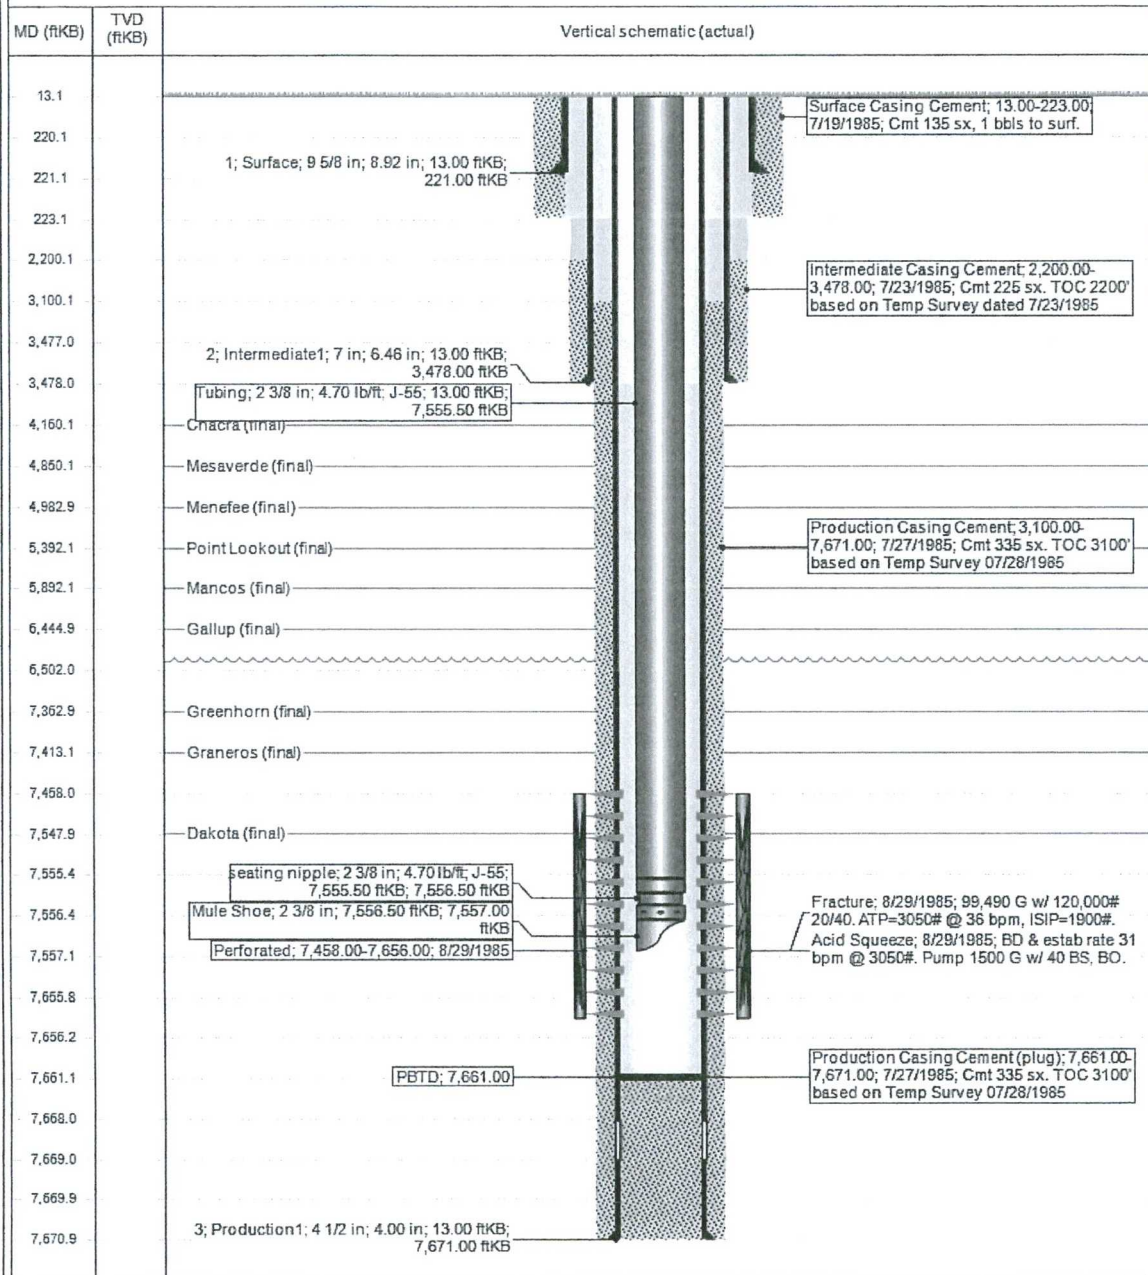 MD (ftKB)
TVD
(ftKB)
Vertical schematic (actual)
13.1
220.1
221.1
223.1
2,200.1
3,100.1
3,477.0
3,478.0
4,160.1
4,850.1
4,982.9
5,392.1
5,892.1
6,444.9
6,502.0
7,362.9
7,413.1
7,458.0
7,547.9
7,555.4
7,556.4
7,557.1
7,655.8
7,656.2
7,661.1
7,668.0
7,669.0
7,669.9
7,670.9
Surface Casing Cement; 13.00-223.00;
7/19/1985; Cmt 135 sx, 1 bbls to surf.
1; Surface; 9 5/8 in; 8.92 in; 13.00 ftKB;
221.00 ftKB
Intermediate Casing Cement; 2,200.00-
3,478.00; 7/23/1985; Cmt 225 sx. TOC 2200'
based on Temp Survey dated 7/23/1985
2; Intermediate1; 7 in; 6.46 in; 13.00 ftKB;
3,478.00 ftKB
Tubing; 2 3/8 in; 4.70 lb/ft; J-55; 13.00 ftKB;
7,555.50 ftKB
Chacra (final)
Mesaverde (final)
Menefee (final)
Production Casing Cement; 3,100.00-
7,671.00; 7/27/1985; Cmt 335 sx. TOC 3100'
based on Temp Survey 07/28/1985
Point Lookout (final)
Mancos (final)
Gallup (final)
Greenhorn (final)
Graneros (final)
Dakota (final)
seating nipple; 2 3/8 in; 4.70 lb/ft; J-55;
7,555.50 ftKB; 7,556.50 ftKB
Mule Shoe; 2 3/8 in; 7,556.50 ftKB; 7,557.00
ftKB
Perforated; 7,458.00-7,656.00; 8/29/1985
Fracture; 8/29/1985; 99,490 G w/ 120,000#
20/40. ATP=3050# @ 36 bpm, ISIP=1900#.
Acid Squeeze; 8/29/1985; BD & estab rate 31
bpm @ 3050#. Pump 1500 G w/ 40 BS, BO.
PBTD; 7,661.00
Production Casing Cement (plug); 7,661.00-
7,671.00; 7/27/1985; Cmt 335 sx. TOC 3100'
based on Temp Survey 07/28/1985
3; Production1; 4 1/2 in; 4.00 in; 13.00 ftKB;
7,671.00 ftKB